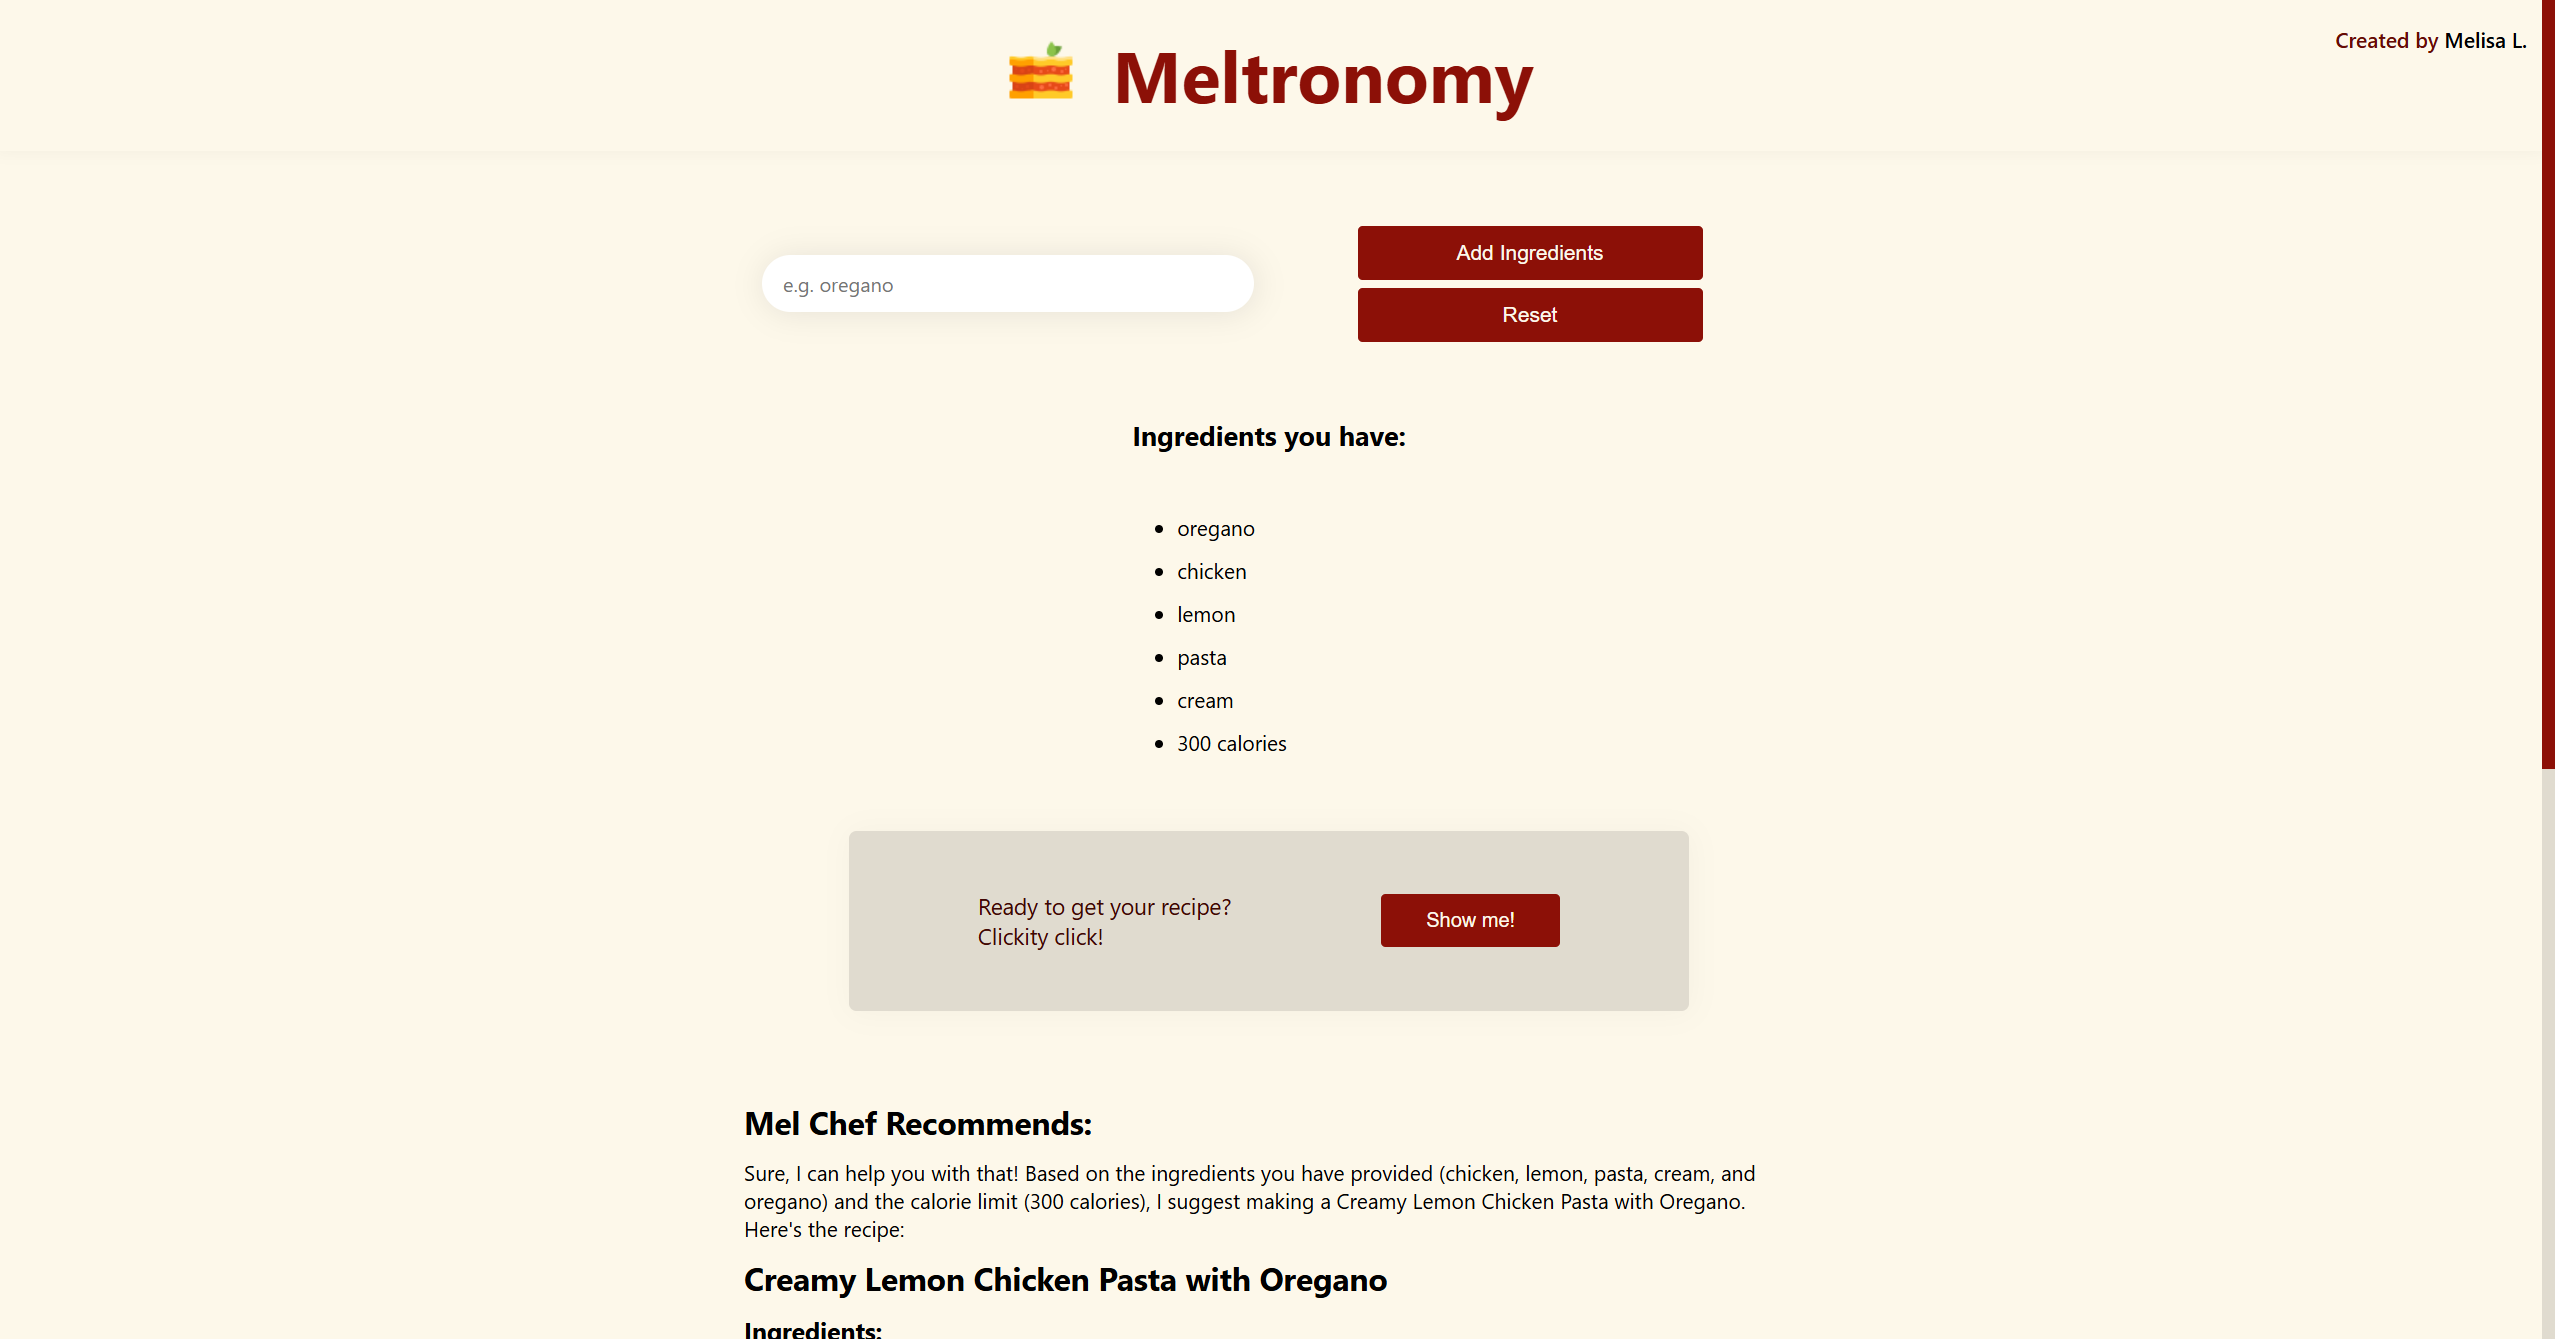 Meltronomy
Created by Melisa L.
e.g. oregano
Add Ingredients
Reset
Ingredients you have:
oregano
chicken
lemon
pasta
cream
300 calories
Ready to get your recipe?
Clickity click!
Show me!
Mel Chef Recommends:
Sure, I can help you with that! Based on the ingredients you have provided (chicken, lemon, pasta, cream, and
oregano) and the calorie limit (300 calories), I suggest making a Creamy Lemon Chicken Pasta with Oregano.
Here's the recipe:
Creamy Lemon Chicken Pasta with Oregano
Ingredients: